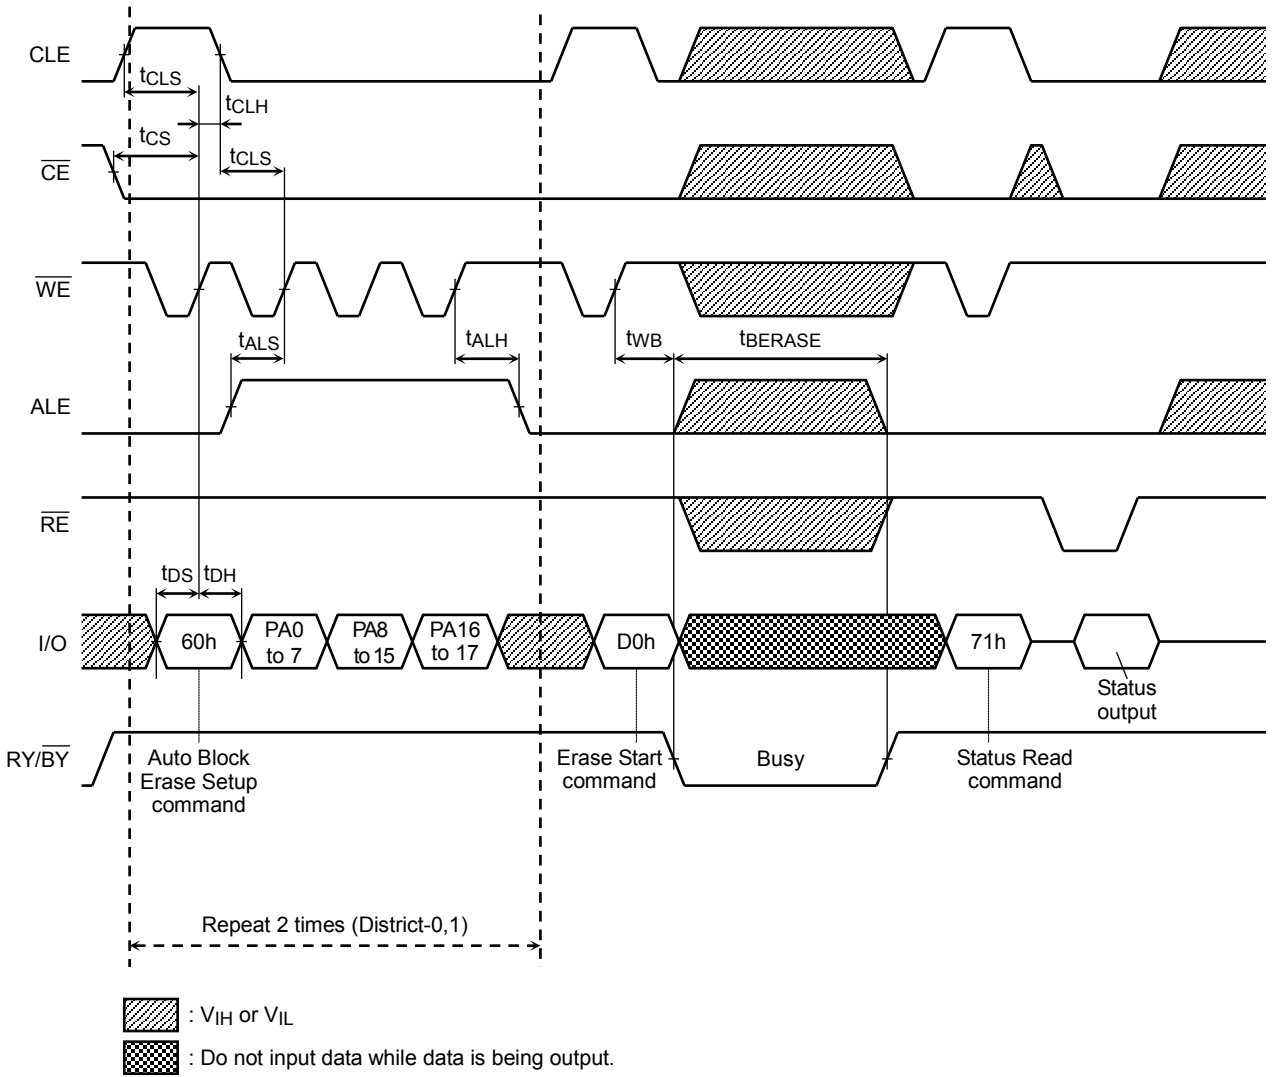 CLE
tCLS
tCLH
tCS
tCLS
CE
WE
tALS
tALH
tWB
tBERASE
ALE
RE
tDS
tDH
I/O
60h
PA0
to 7
PA8
to 15
PA16
to 17
D0h
71h
Status
output
RY/BY
Auto Block
Erase Setup
command
Erase Start
command
Busy
Status Read
command
Repeat 2 times (District-0,1)
: VIH or VIL
: Do not input data while data is being output.